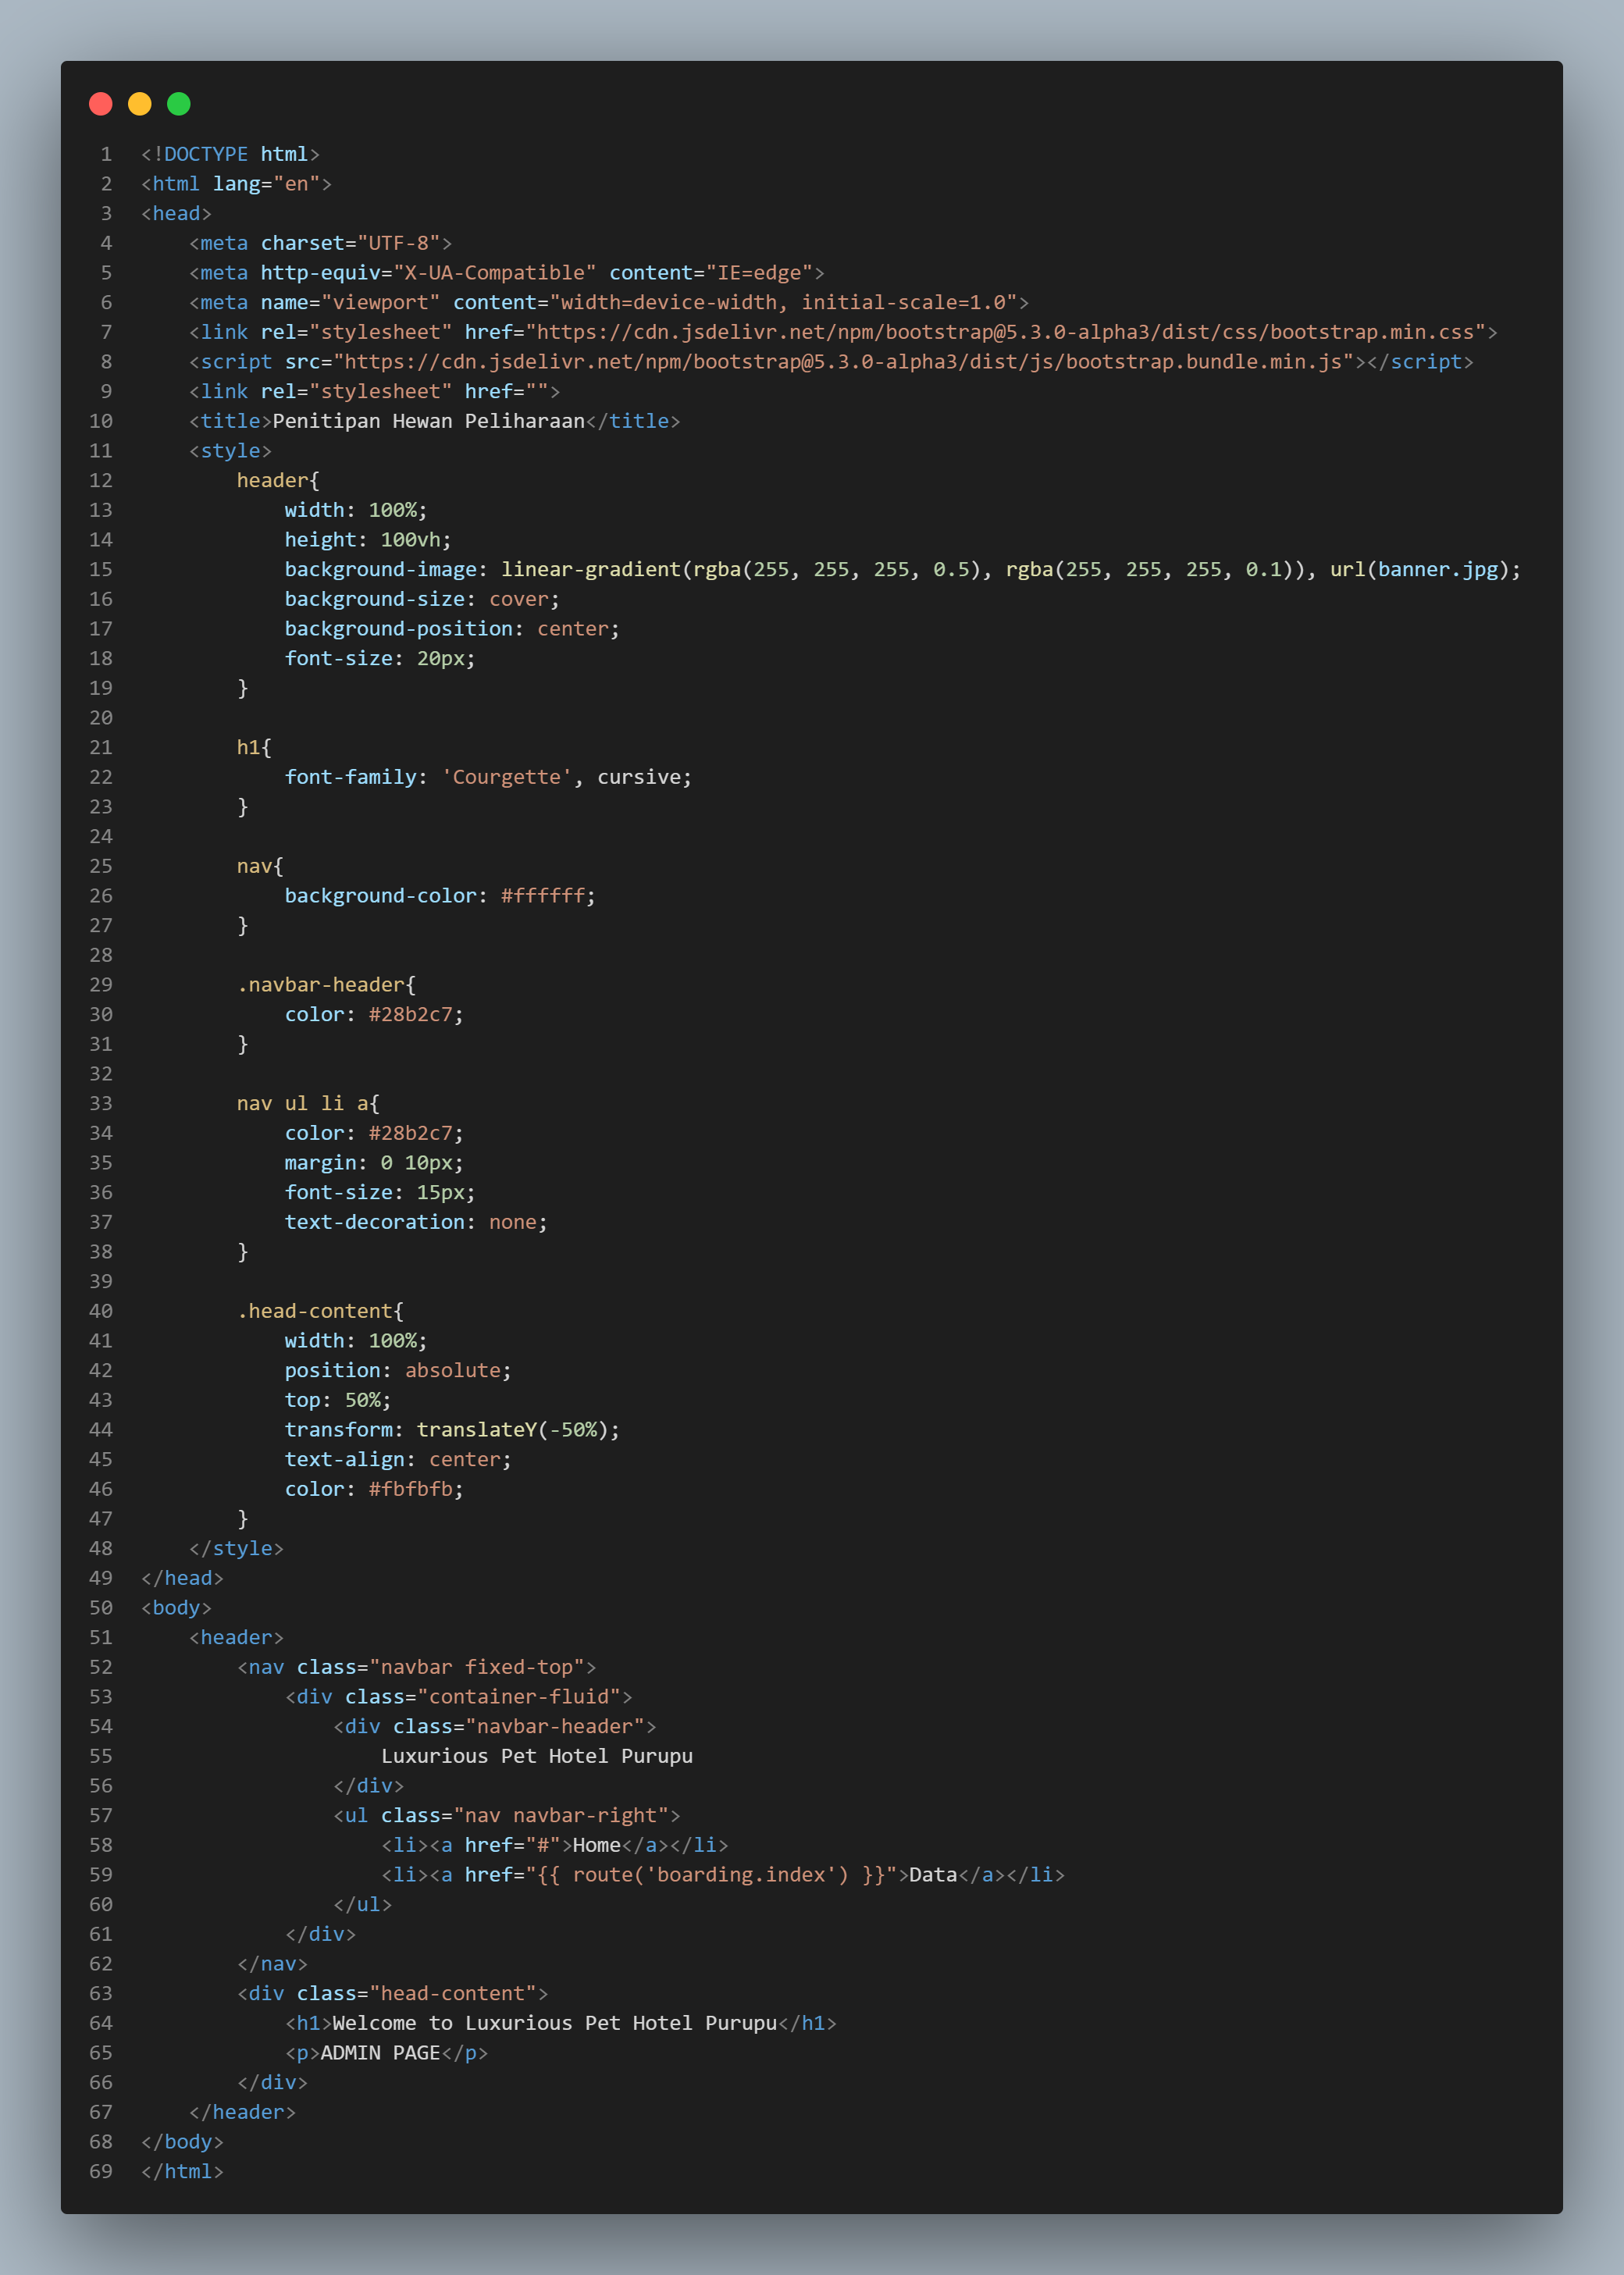 1 <!DOCTYPE html>
2 <html lang="en">
3 <head>
4     <meta charset="UTF-8">
5     <meta http-equiv="X-UA-Compatible" content="IE=edge">
6     <meta name="viewport" content="width=device-width, initial-scale=1.0">
7     <link rel="stylesheet" href="https://cdn.jsdelivr.net/npm/bootstrap@5.3.0-alpha3/dist/css/bootstrap.min.css">
8     <script src="https://cdn.jsdelivr.net/npm/bootstrap@5.3.0-alpha3/dist/js/bootstrap.bundle.min.js"></script>
9     <link rel="stylesheet" href="">
10     <title>Penitipan Hewan Peliharaan</title>
11     <style>
12         header{
13             width: 100%;
14             height: 100vh;
15             background-image: linear-gradient(rgba(255, 255, 255, 0.5), rgba(255, 255, 255, 0.1)), url(banner.jpg);
16             background-size: cover;
17             background-position: center;
18             font-size: 20px;
19         }
20
21         h1{
22             font-family: 'Courgette', cursive;
23         }
24
25         nav{
26             background-color: #ffffff;
27         }
28
29         .navbar-header{
30             color: #28b2c7;
31         }
32
33         nav ul li a{
34             color: #28b2c7;
35             margin: 0 10px;
36             font-size: 15px;
37             text-decoration: none;
38         }
39
40         .head-content{
41             width: 100%;
42             position: absolute;
43             top: 50%;
44             transform: translateY(-50%);
45             text-align: center;
46             color: #fbfbfb;
47         }
48     </style>
49 </head>
50 <body>
51     <header>
52         <nav class="navbar fixed-top">
53             <div class="container-fluid">
54                 <div class="navbar-header">
55                     Luxurious Pet Hotel Purupu
56                 </div>
57                 <ul class="nav navbar-right">
58                     <li><a href="#">Home</a></li>
59                     <li><a href="{{ route('boarding.index') }}">Data</a></li>
60                 </ul>
61             </div>
62         </nav>
63         <div class="head-content">
64             <h1>Welcome to Luxurious Pet Hotel Purupu</h1>
65             <p>ADMIN PAGE</p>
66         </div>
67     </header>
68 </body>
69 </html>